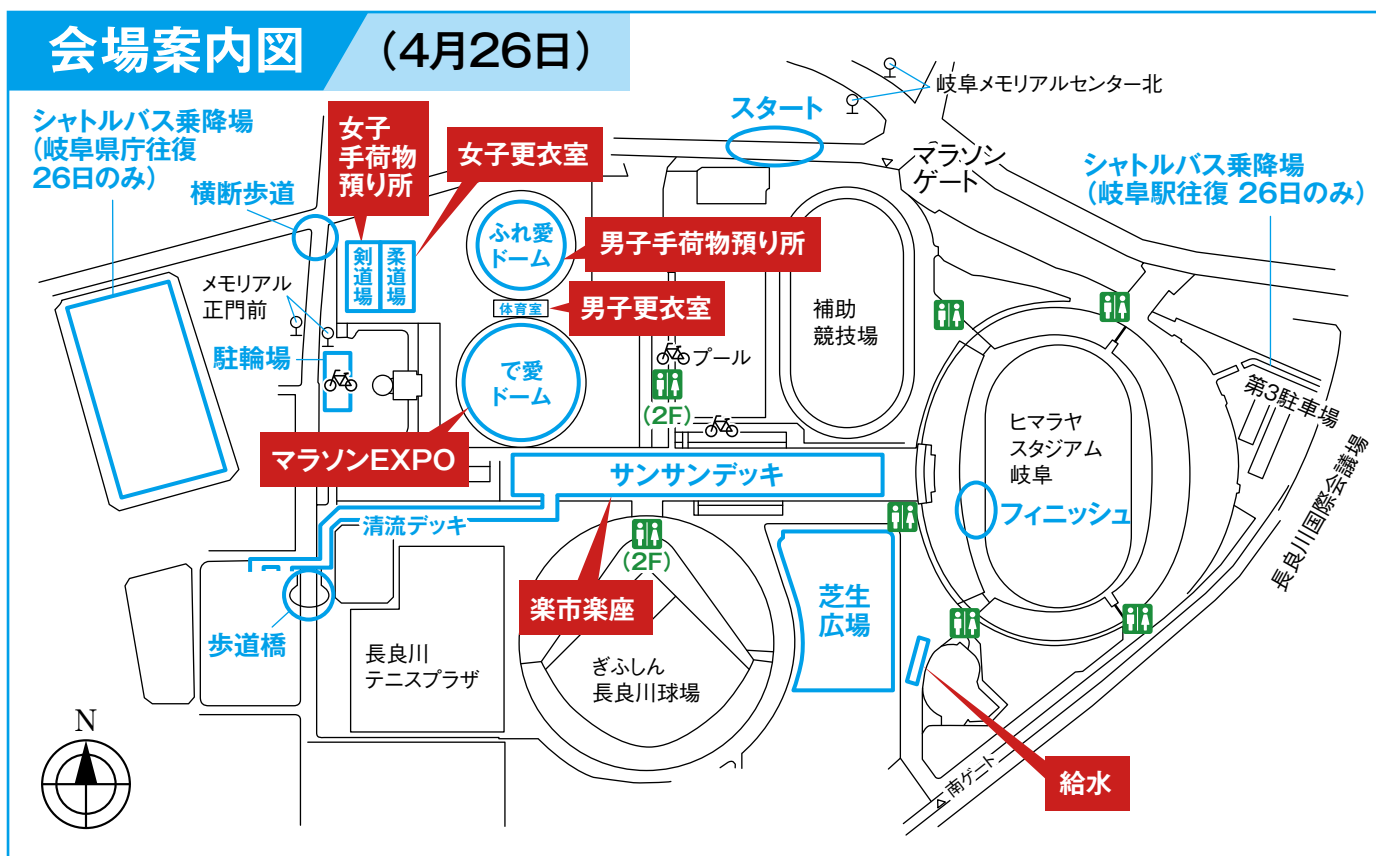 会場案内図
（4月26日）
シャトルバス乗降場
（岐阜県庁往復
26日のみ）
横断歩道
女子
手荷物
預り所
女子更衣室
スタート
岐阜メモリアルセンター北
マラソン
ゲート
シャトルバス乗降場
（岐阜駅往復 26日のみ）
剣道場
柔道場
ふれ愛
ドーム
男子手荷物預り所
体育室
男子更衣室
メモリアル
正門前
駐輪場
で愛
ドーム
プール
(2F)
補助
競技場
ヒマラヤ
スタジアム
岐阜
第3駐車場
長良川国際会議場
マラソンEXPO
サンサンデッキ
フィニッシュ
清流デッキ
(2F)
楽市楽座
芝生
広場
歩道橋
長良川
テニスプラザ
ぎふしん
長良川球場
給水
南ゲート
N